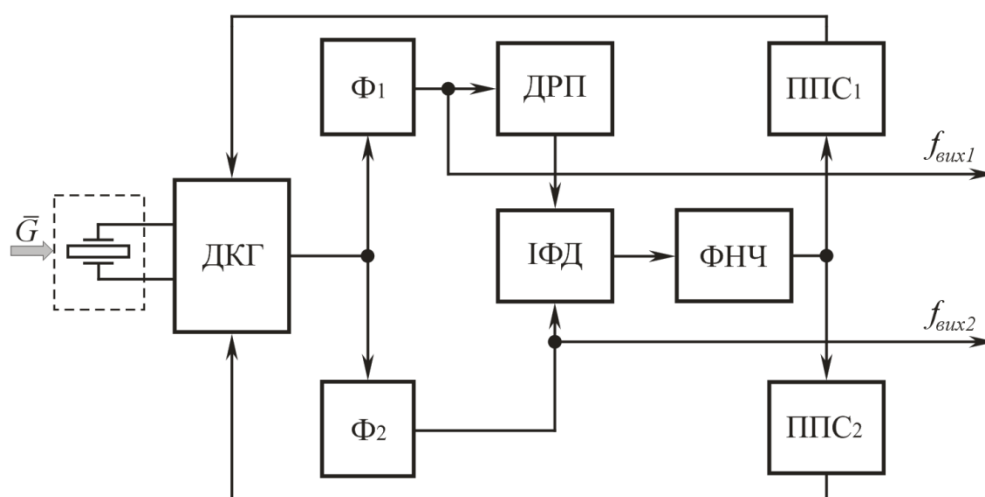 Ф1
ДРП
ППС1
fвих1
Ḡ
ДКГ
ІФД
ФНЧ
fвих2
Ф2
ППС2